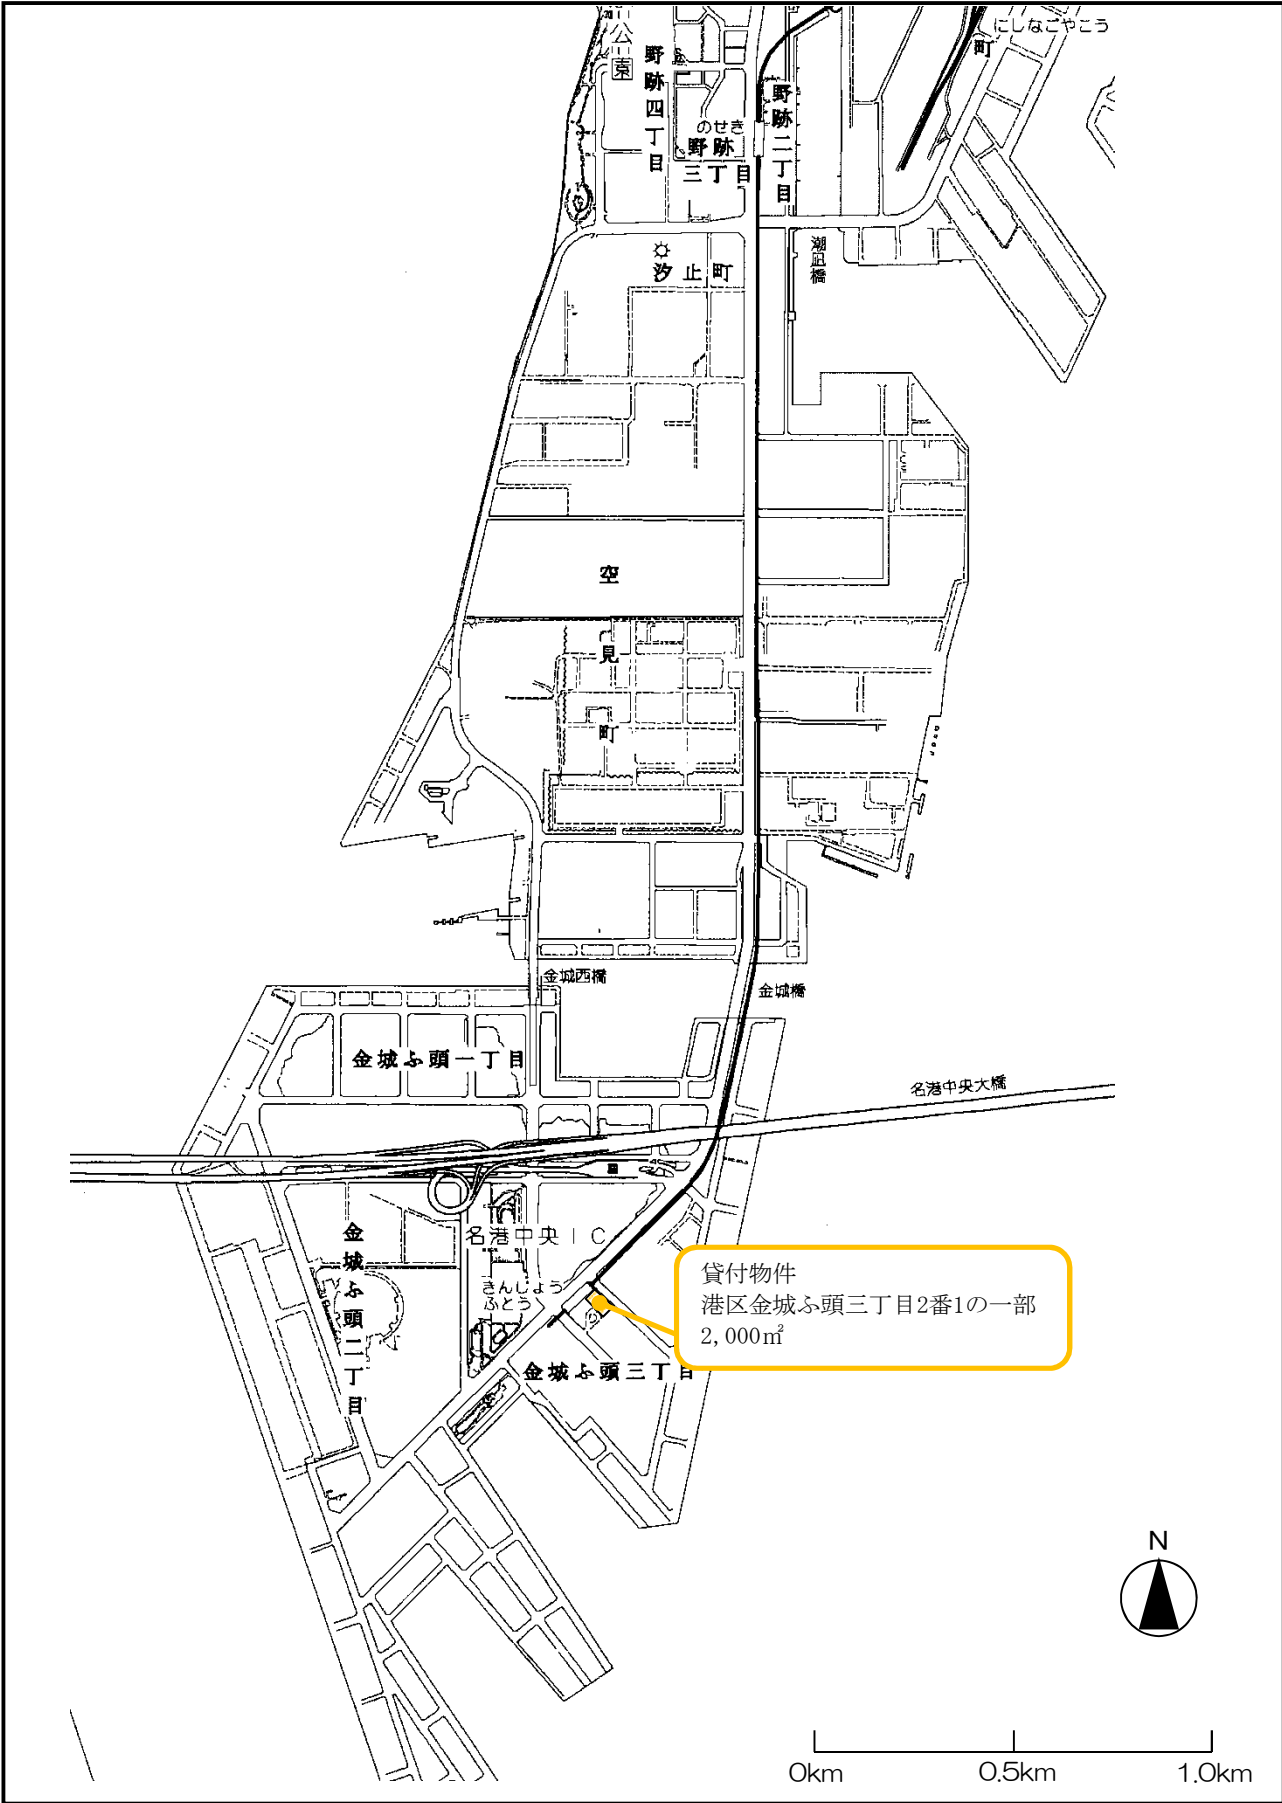 公園
にしなごやこう
町
野跡四丁目
野跡二丁目
のせき
野跡
三丁目
汐止町
潮凪橋
空見町
金城西橋
金城橋
金城ふ頭一丁目
名港中央大橋
金城ふ頭二丁目
名港中央IC
きんじょう
ふとう
貸付物件
港区金城ふ頭三丁目2番1の一部
2,000㎡
金城ふ頭三丁目
N
0km
0.5km
1.0km